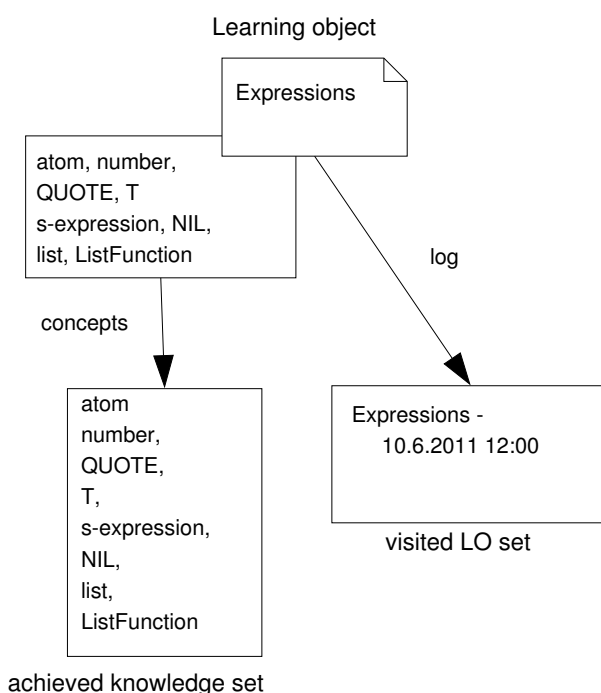 Learning object
Expressions
atom, number,
QUOTE, T
s-expression, NIL,
list, ListFunction
log
concepts
atom
number,
QUOTE,
T,
s-expression,
NIL,
list,
ListFunction
Expressions -
10.6.2011 12:00
visited LO set
achieved knowledge set